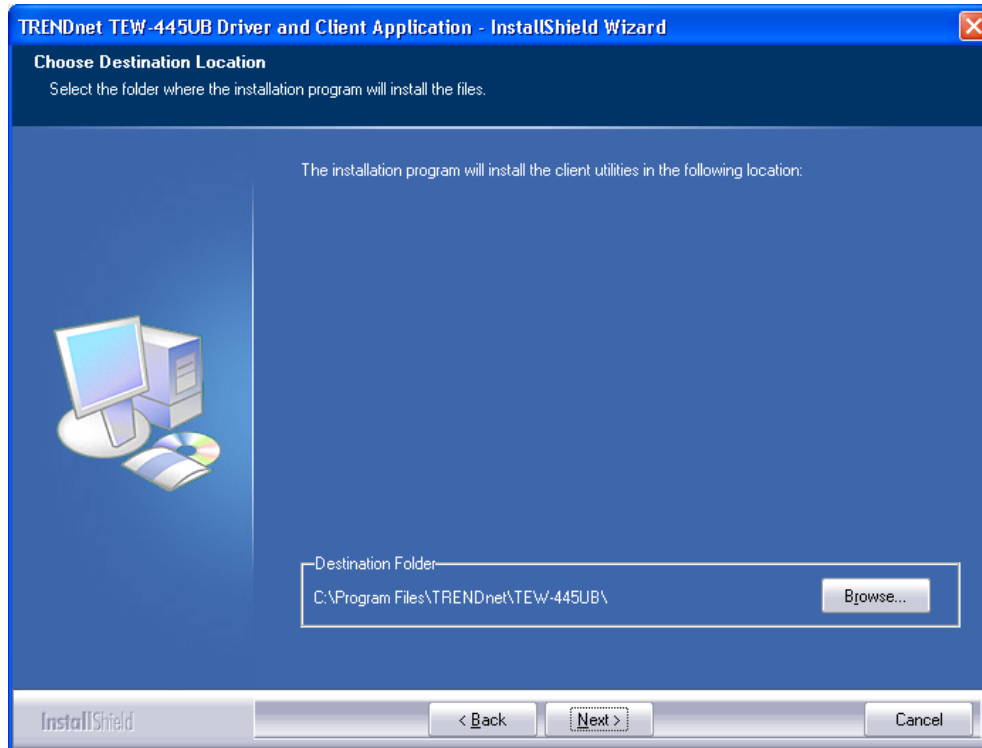 TRENDnet TEW-445UB Driver and Client Application - InstallShield Wizard
Choose Destination Location
Select the folder where the installation program will install the files.
The installation program will install the client utilities in the following location:
Destination Folder
C:\Program Files\TRENDnet\TEW-445UB\
Browse...
InstallShield
< Back
Next >
Cancel